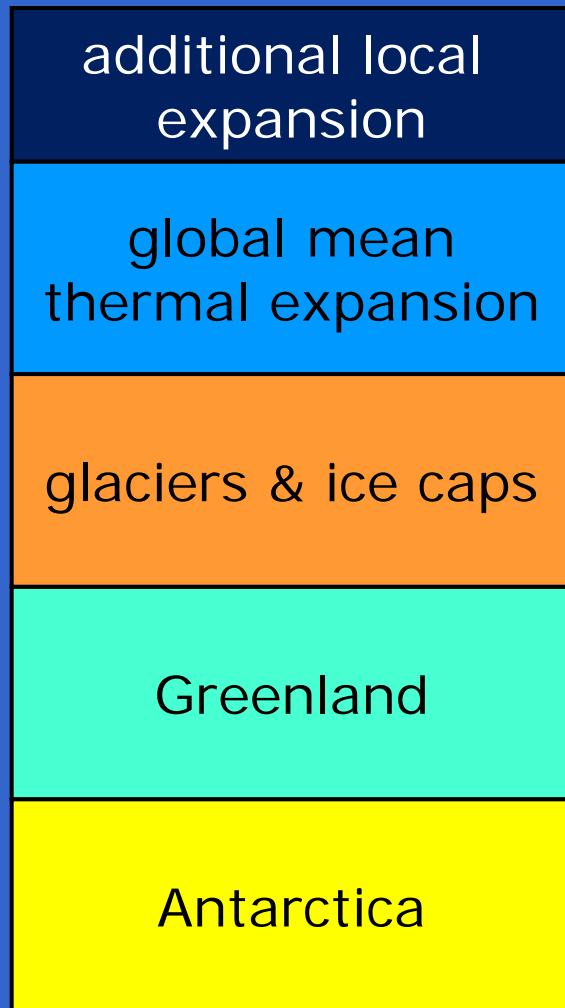 additional local
expansion
global mean
thermal expansion
glaciers & ice caps
Greenland
Antarctica